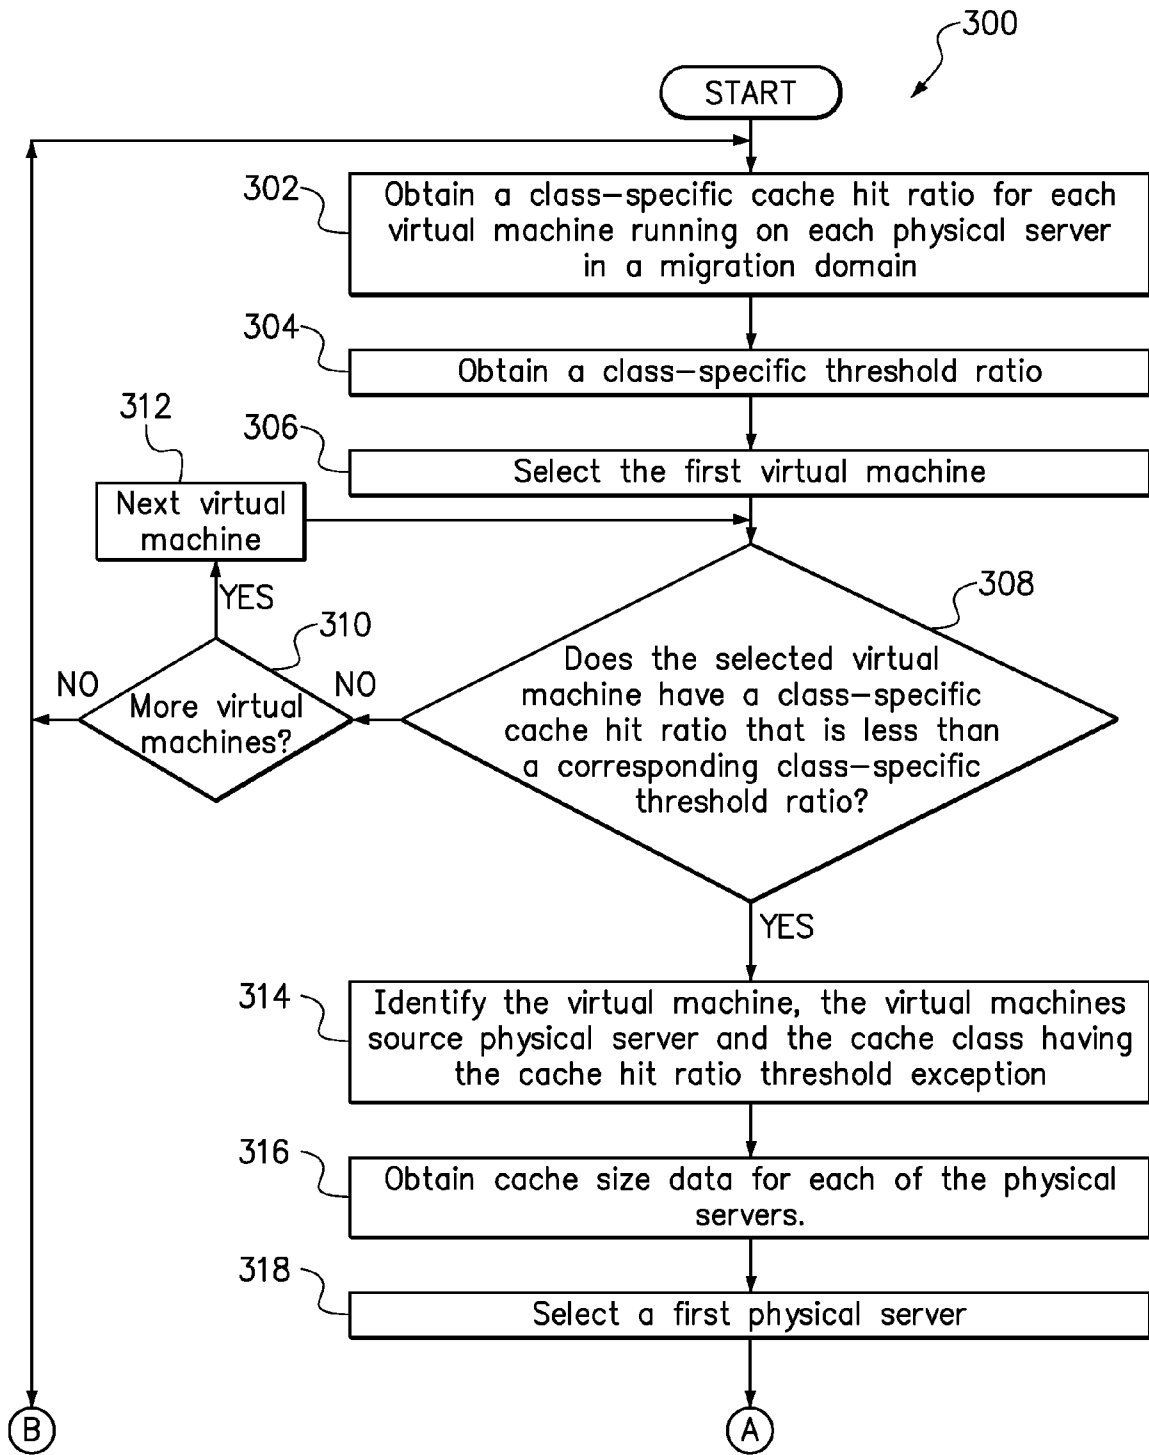 300
START
302
Obtain a class-specific cache hit ratio for each
virtual machine running on each physical server
in a migration domain
304
Obtain a class-specific threshold ratio
312
306
Select the first virtual machine
Next virtual
machine
YES
308
310
NO
NO
More virtual
machines?
Does the selected virtual
machine have a class-specific
cache hit ratio that is less than
a corresponding class-specific
threshold ratio?
YES
314
Identify the virtual machine, the virtual machines
source physical server and the cache class having
the cache hit ratio threshold exception
316
Obtain cache size data for each of the physical
servers.
318
Select a first physical server
B
A